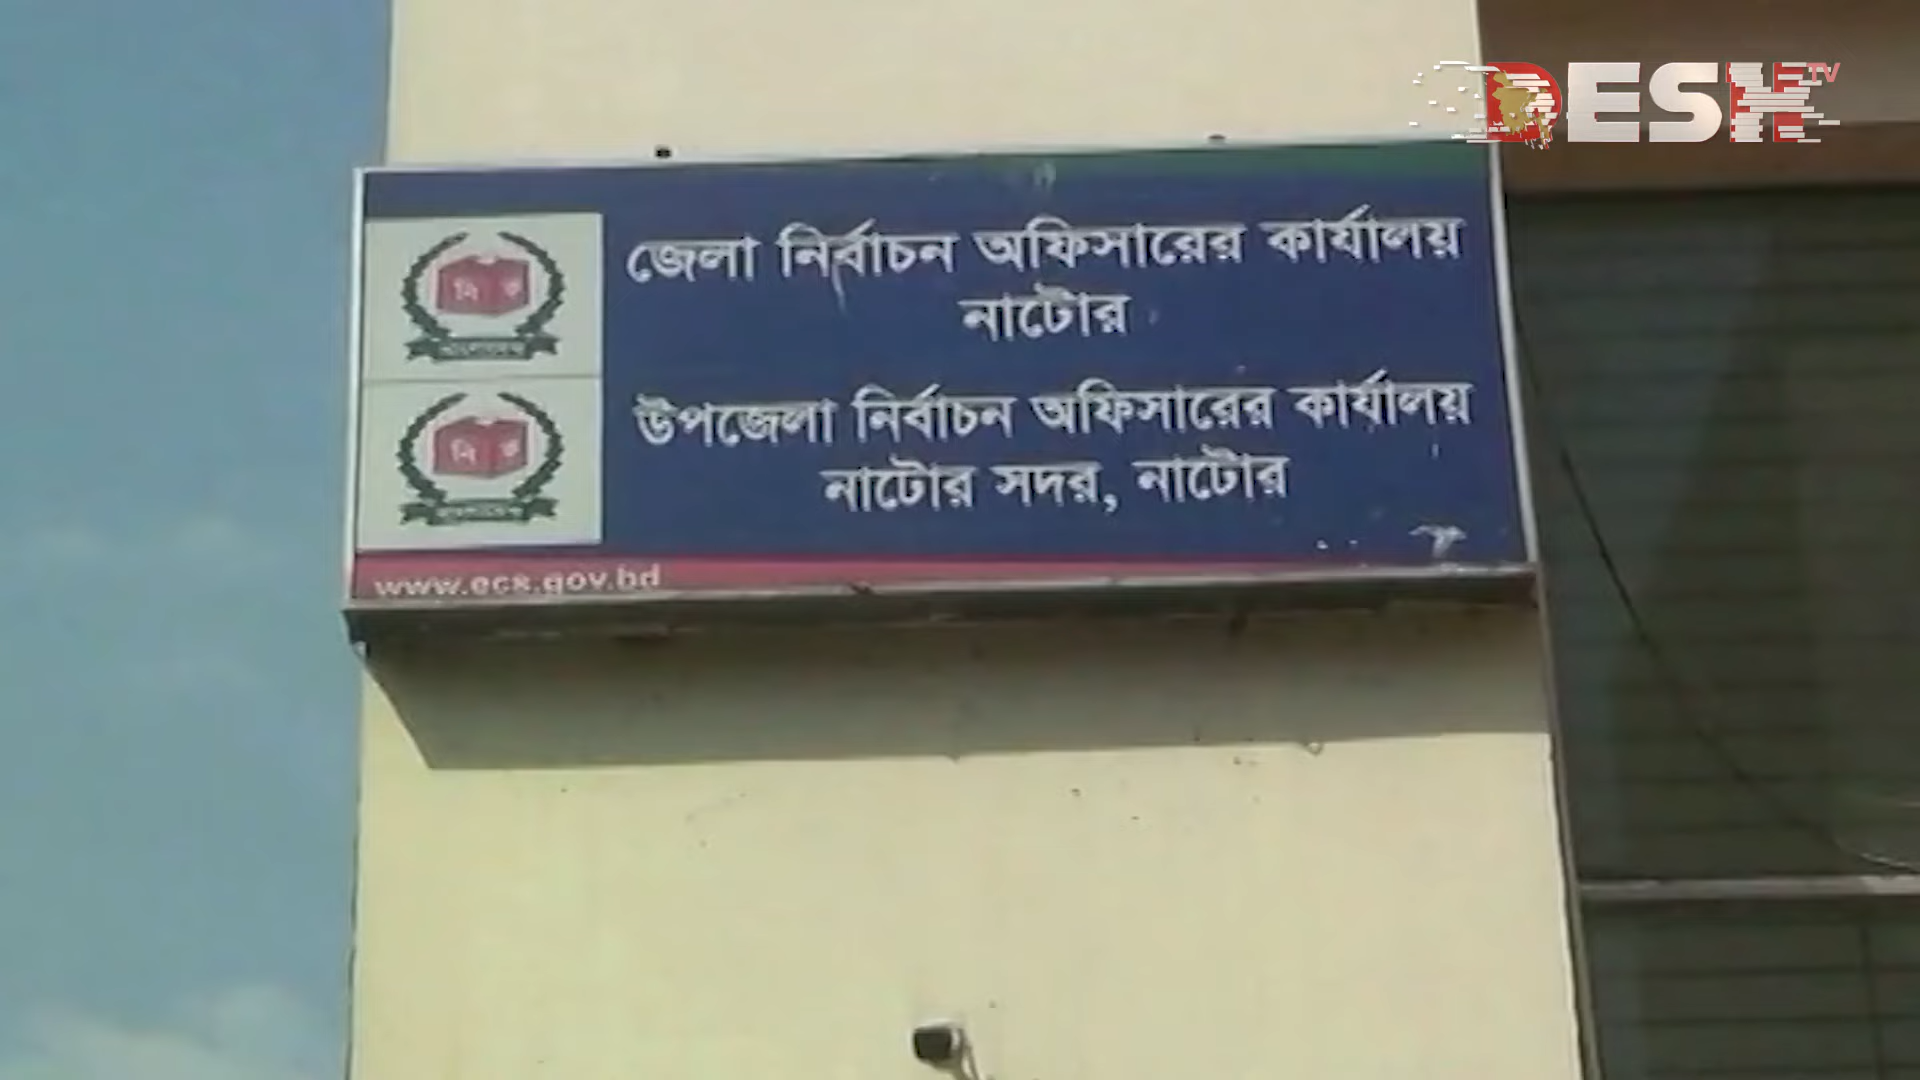 DESH TV
জেলা নির্বাচন অফিসারের কার্যালয়
নাটোর
নি ক
উপজেলা নির্বাচন অফিসারের কার্যালয়
নাটোর সদর, নাটোর
নি ক
www.ecs.gov.bd